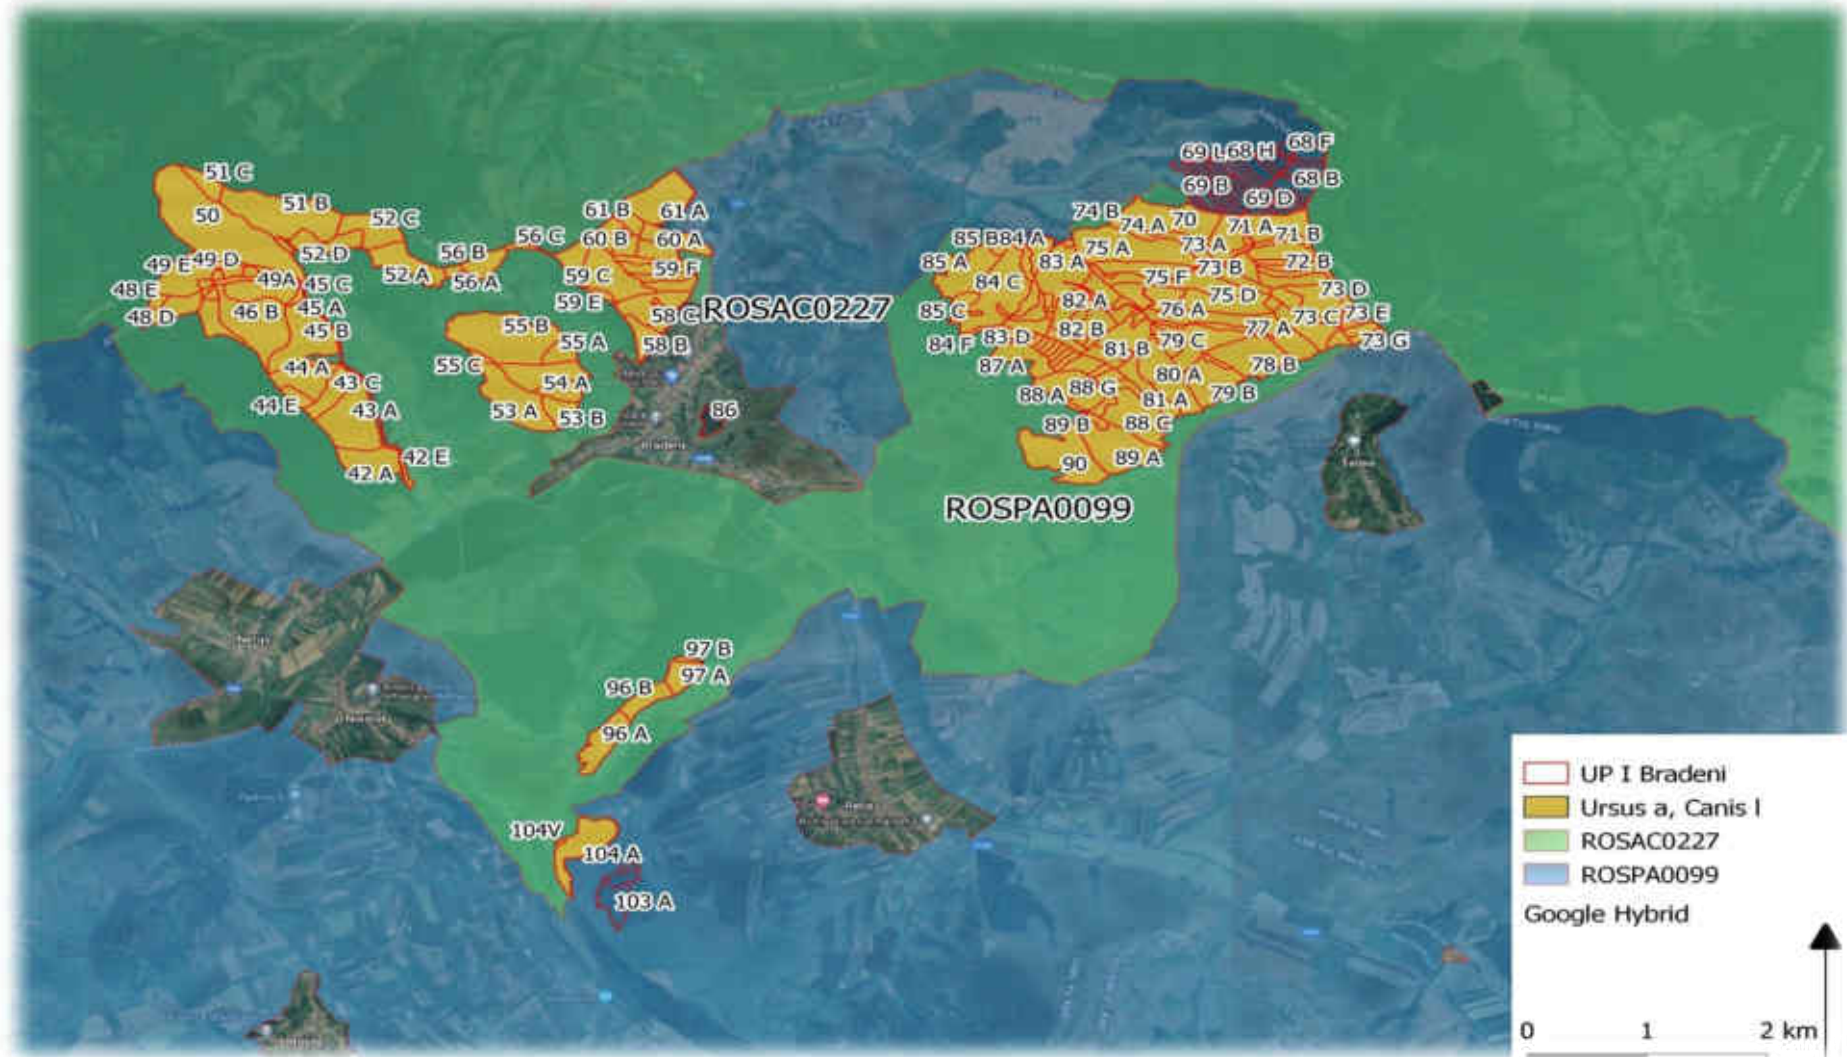 68 F
69 L
68 H
51 C
69 B
68 B
51 B
69 D
50
52 C
61 B
61 A
74 B
74 A
70
71 A
71 B
56 C
60 B
60 A
85 B
84 A
75 A
73 A
52 D
56 B
49 E
49 D
85 A
83 A
73 B
72 B
49A
45 C
52 A
56 A
59 C
59 F
84 C
75 F
48 E
45 A
59 E
82 A
75 D
73 D
48 D
46 B
58 C
ROSAC0227
85 C
76 A
73 C
73 E
45 B
55 B
55 A
58 B
84 F
83 D
82 B
79 C
77 A
73 G
44 A
55 C
87 A
81 B
78 B
43 C
54 A
80 A
44 E
43 A
53 A
53 B
86
88 A
88 G
81 A
79 B
89 B
88 C
Bradeni
42 E
42 A
90
89 A
ROSPA0099
97 B
97 A
96 B
96 A
104V
104 A
103 A
UP I Bradeni
Ursus a, Canis l
ROSAC0227
ROSPA0099
Google Hybrid
0 1 2 km